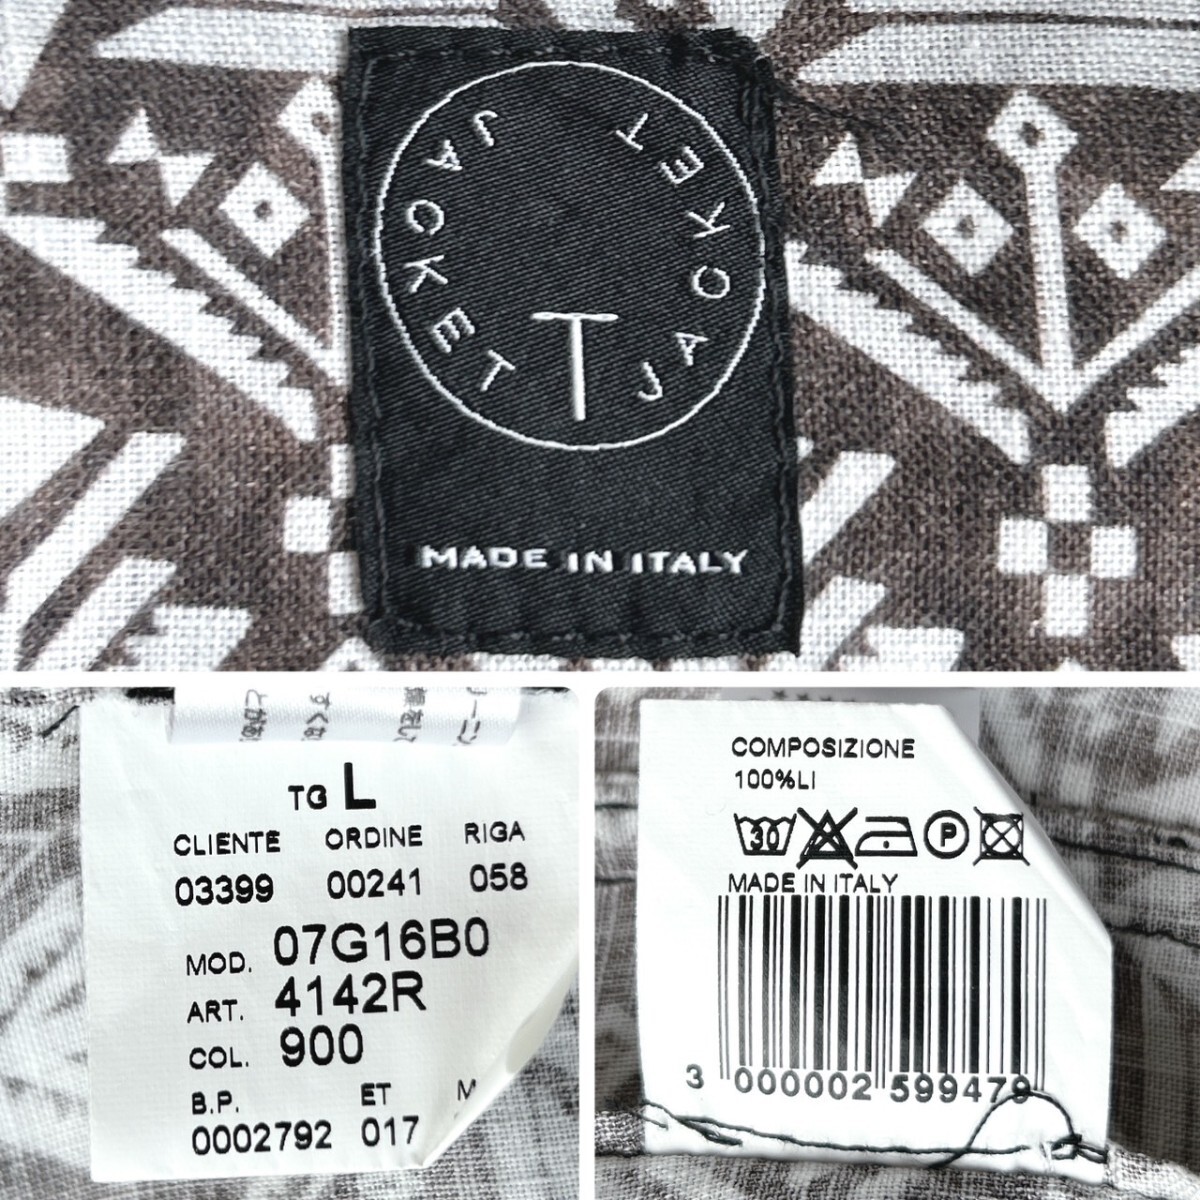 JACKET
JACKET
T
MADE IN ITALY
TG L
CLIENTE ORDINE RIGA
03399 00241 058
MOD. 07G16B0
ART. 4142R
COL. 900
B.P. ET M
0002792 017
COMPOSIZIONE
100%LI
30 P
MADE IN ITALY
3 000002 599479